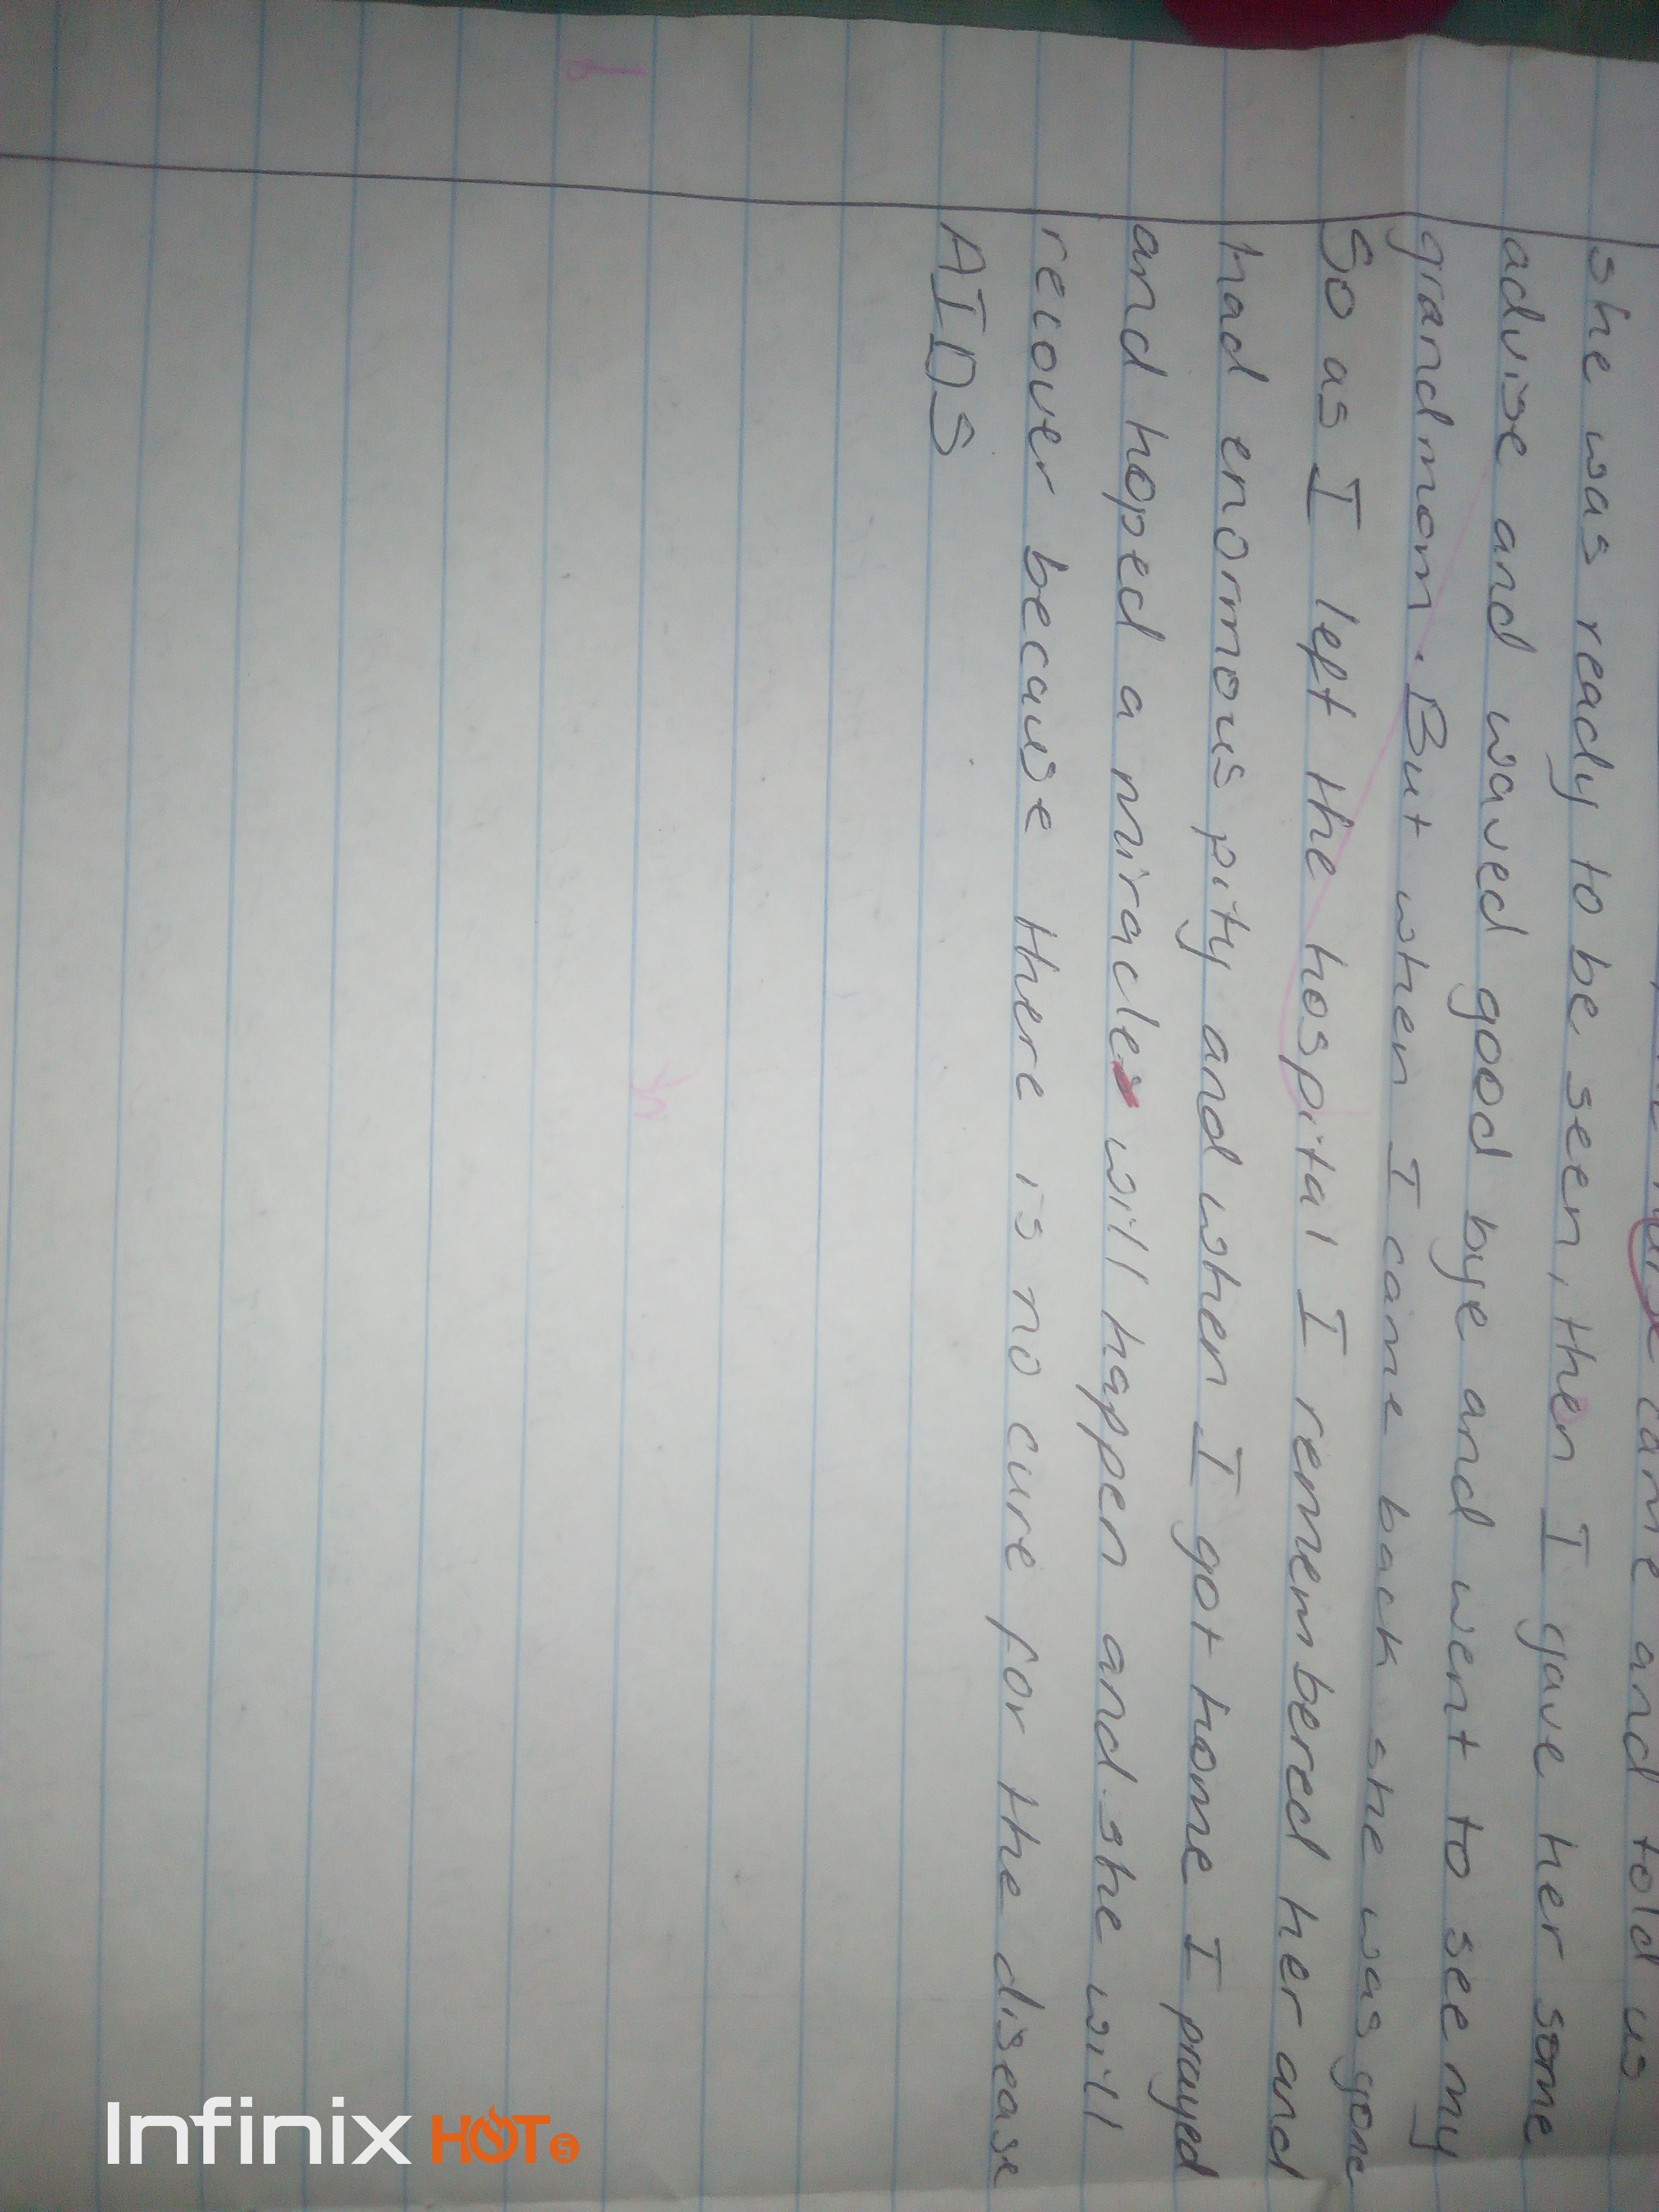 nurse came and told us
she was ready to be seen, then I gave her some
advise and waved good bye and went to see my
grandmom. But when I came back she was gone
So as I left the hospital I remembered her and
had enormous pity and when I got home I prayed
and hoped a miracle will happen and she will
recover because there is no cure for the disease
AIDS
Infinix HOT 5